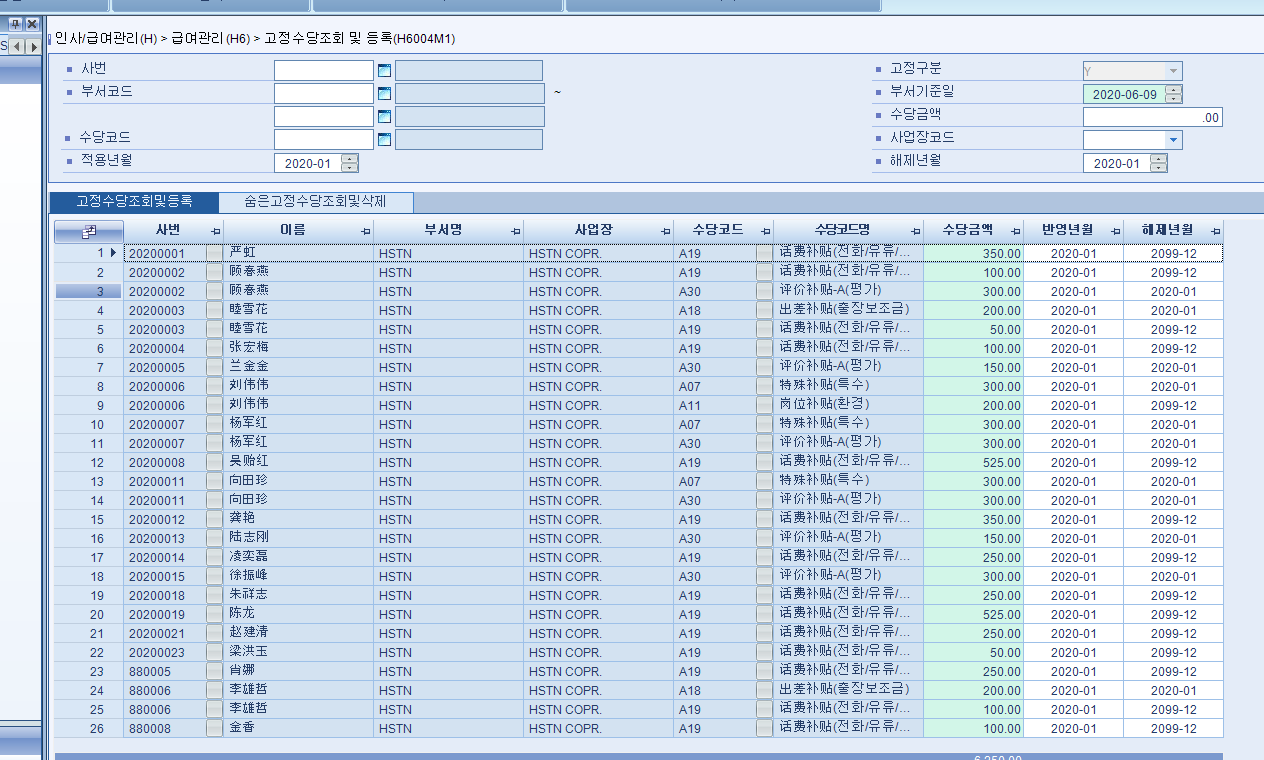 S
인사/급여관리(H) > 급여관리(H6) > 고정수당조회 및 등록(H6004M1)
사번 고정구분 Y
부서코드 ~ 부서기준일 2020-06-09
수당금액 .00
수당코드 사업장코드
적용년월 2020-01 해제년월 2020-01
고정수당조회및등록 숨은고정수당조회및삭제
사번 이름 부서명 사업장 수당코드 수당코드명 수당금액 반영년월 해제년월
1 20200001 严虹 HSTN HSTN COPR. A19 话费补贴(전화/유류/... 350.00 2020-01 2099-12
2 20200002 顾春燕 HSTN HSTN COPR. A19 话费补贴(전화/유류/... 100.00 2020-01 2099-12
3 20200002 顾春燕 HSTN HSTN COPR. A30 评价补贴-A(평가) 300.00 2020-01 2020-01
4 20200003 睦雪花 HSTN HSTN COPR. A18 出差补贴(출장보조금) 200.00 2020-01 2020-01
5 20200003 睦雪花 HSTN HSTN COPR. A19 话费补贴(전화/유류/... 50.00 2020-01 2099-12
6 20200004 张宏梅 HSTN HSTN COPR. A19 话费补贴(전화/유류/... 100.00 2020-01 2099-12
7 20200005 兰金金 HSTN HSTN COPR. A30 评价补贴-A(평가) 150.00 2020-01 2020-01
8 20200006 刘伟伟 HSTN HSTN COPR. A07 特殊补贴(특수) 300.00 2020-01 2099-12
9 20200006 刘伟伟 HSTN HSTN COPR. A11 岗位补贴(환경) 200.00 2020-01 2099-12
10 20200007 杨军红 HSTN HSTN COPR. A07 特殊补贴(특수) 300.00 2020-01 2099-12
11 20200007 杨军红 HSTN HSTN COPR. A30 评价补贴-A(평가) 300.00 2020-01 2020-01
12 20200008 吴贻红 HSTN HSTN COPR. A19 话费补贴(전화/유류/... 525.00 2020-01 2099-12
13 20200011 向田珍 HSTN HSTN COPR. A07 特殊补贴(특수) 300.00 2020-01 2099-12
14 20200011 向田珍 HSTN HSTN COPR. A30 评价补贴-A(평가) 300.00 2020-01 2020-01
15 20200012 龚艳 HSTN HSTN COPR. A19 话费补贴(전화/유류/... 350.00 2020-01 2099-12
16 20200013 陆志刚 HSTN HSTN COPR. A30 评价补贴-A(평가) 150.00 2020-01 2020-01
17 20200014 凌奕磊 HSTN HSTN COPR. A19 话费补贴(전화/유류/... 250.00 2020-01 2099-12
18 20200015 徐振峰 HSTN HSTN COPR. A30 评价补贴-A(평가) 300.00 2020-01 2020-01
19 20200018 朱祥志 HSTN HSTN COPR. A19 话费补贴(전화/유류/... 250.00 2020-01 2099-12
20 20200019 陈龙 HSTN HSTN COPR. A19 话费补贴(전화/유류/... 525.00 2020-01 2099-12
21 20200021 赵建清 HSTN HSTN COPR. A19 话费补贴(전화/유류/... 250.00 2020-01 2099-12
22 20200023 梁洪玉 HSTN HSTN COPR. A19 话费补贴(전화/유류/... 50.00 2020-01 2099-12
23 880005 肖娜 HSTN HSTN COPR. A19 话费补贴(전화/유류/... 250.00 2020-01 2099-12
24 880006 李雄哲 HSTN HSTN COPR. A18 出差补贴(출장보조금) 200.00 2020-01 2020-01
25 880006 李雄哲 HSTN HSTN COPR. A19 话费补贴(전화/유류/... 100.00 2020-01 2099-12
26 880008 金香 HSTN HSTN COPR. A19 话费补贴(전화/유류/... 100.00 2020-01 2099-12